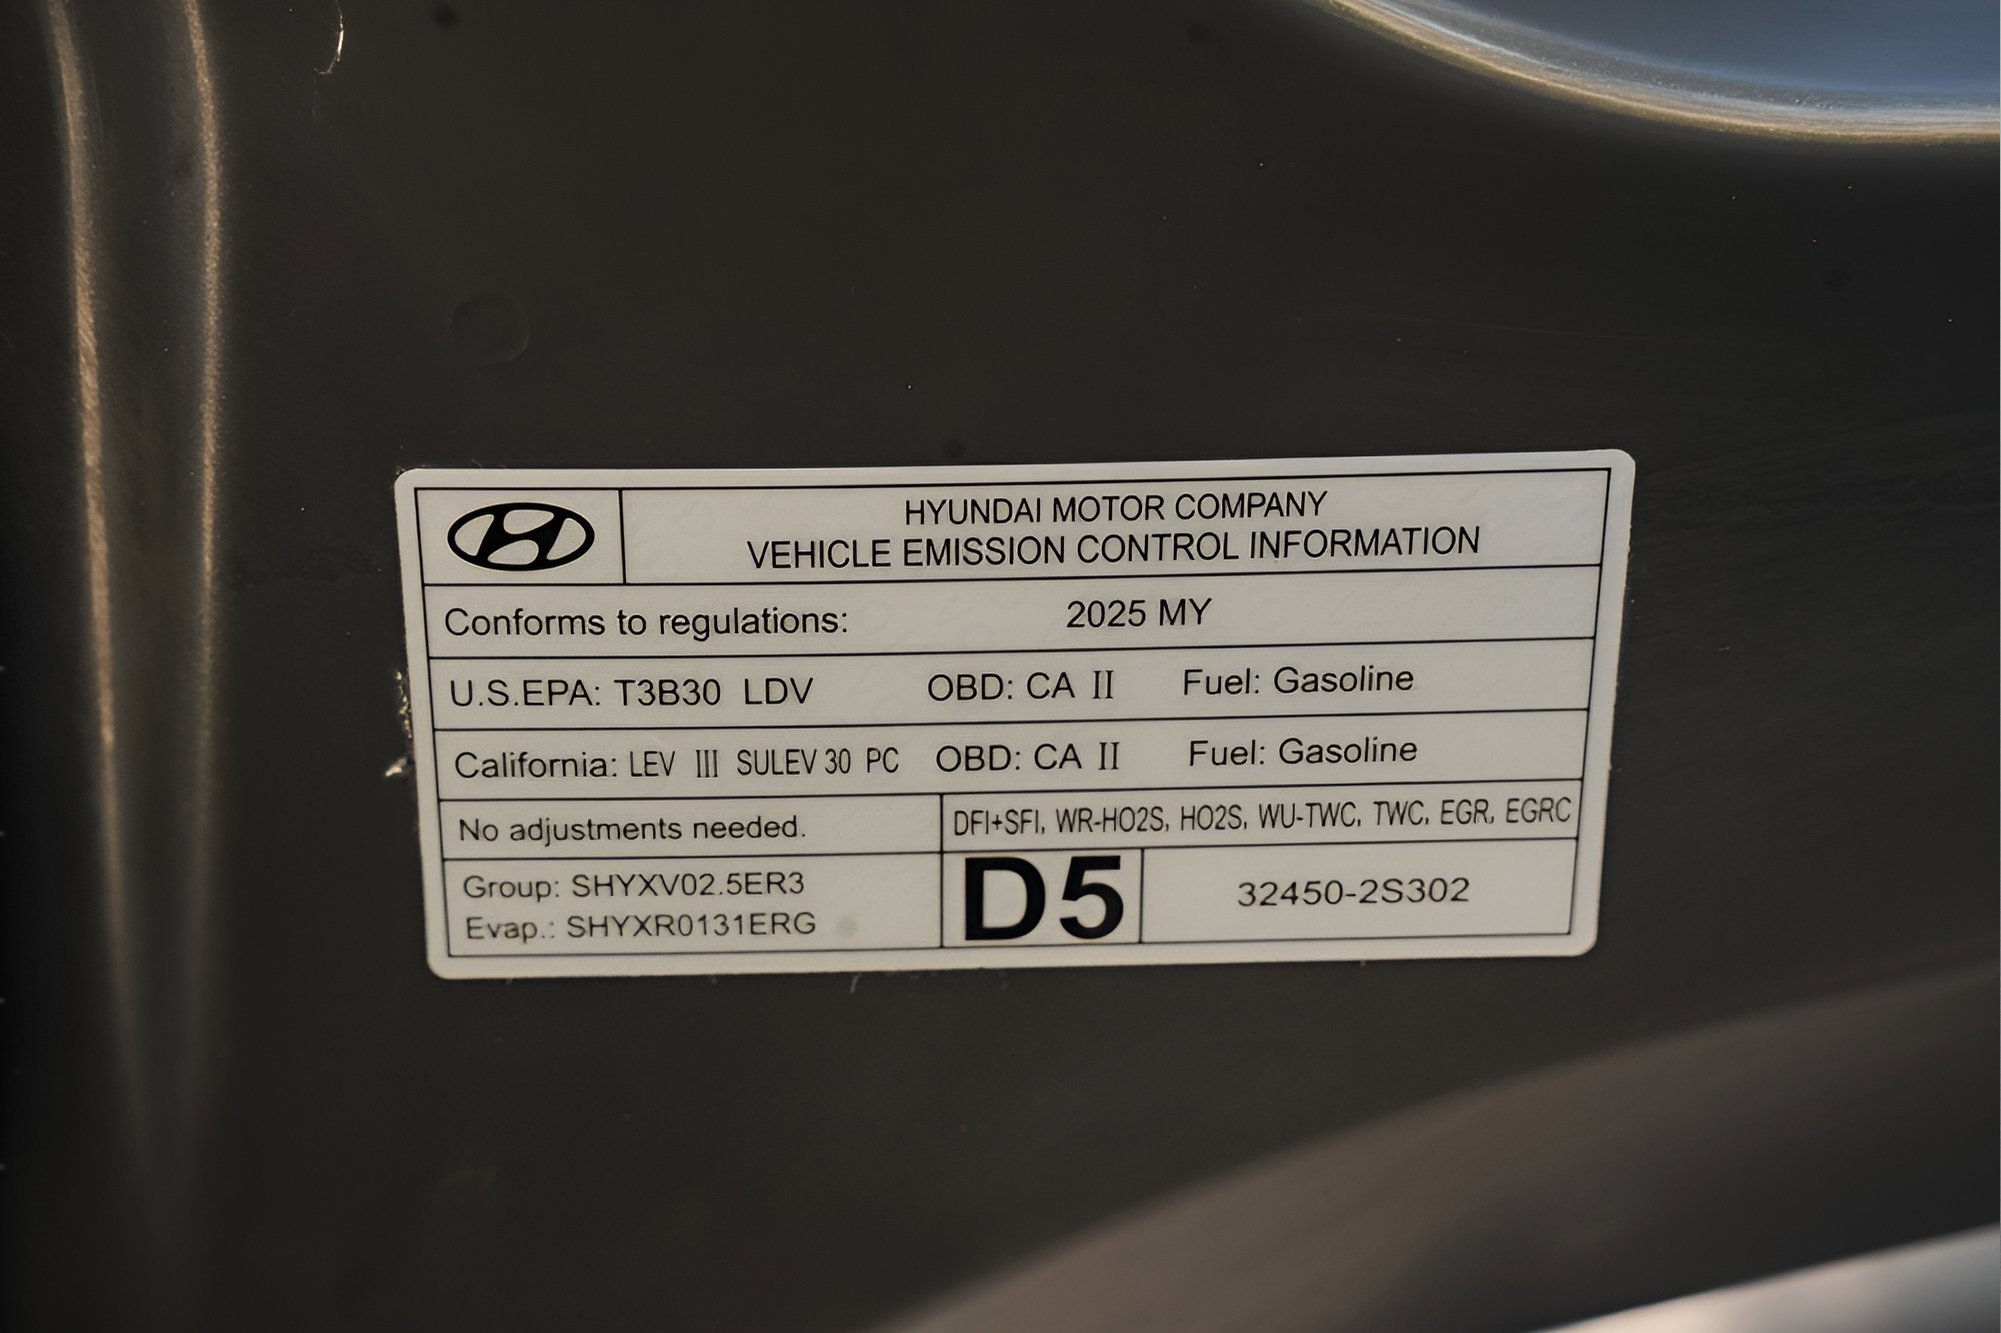 HYUNDAI MOTOR COMPANY
VEHICLE EMISSION CONTROL INFORMATION
Conforms to regulations: 2025 MY
U.S.EPA: T3B30 LDV OBD: CA II Fuel: Gasoline
California: LEV III SULEV 30 PC OBD: CA II Fuel: Gasoline
No adjustments needed.
DFI+SFI, WR-HO2S, HO2S, WU-TWC, TWC, EGR, EGRC
Group: SHYXV02.5ER3
Evap.: SHYXR0131ERG
D5
32450-2S302